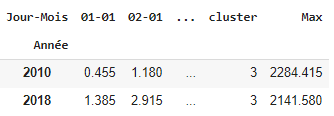 Jour-Mois 01-01 02-01 ... cluster Max
Année
2010 0.455 1.180 ... 3 2284.415
2018 1.385 2.915 ... 3 2141.580